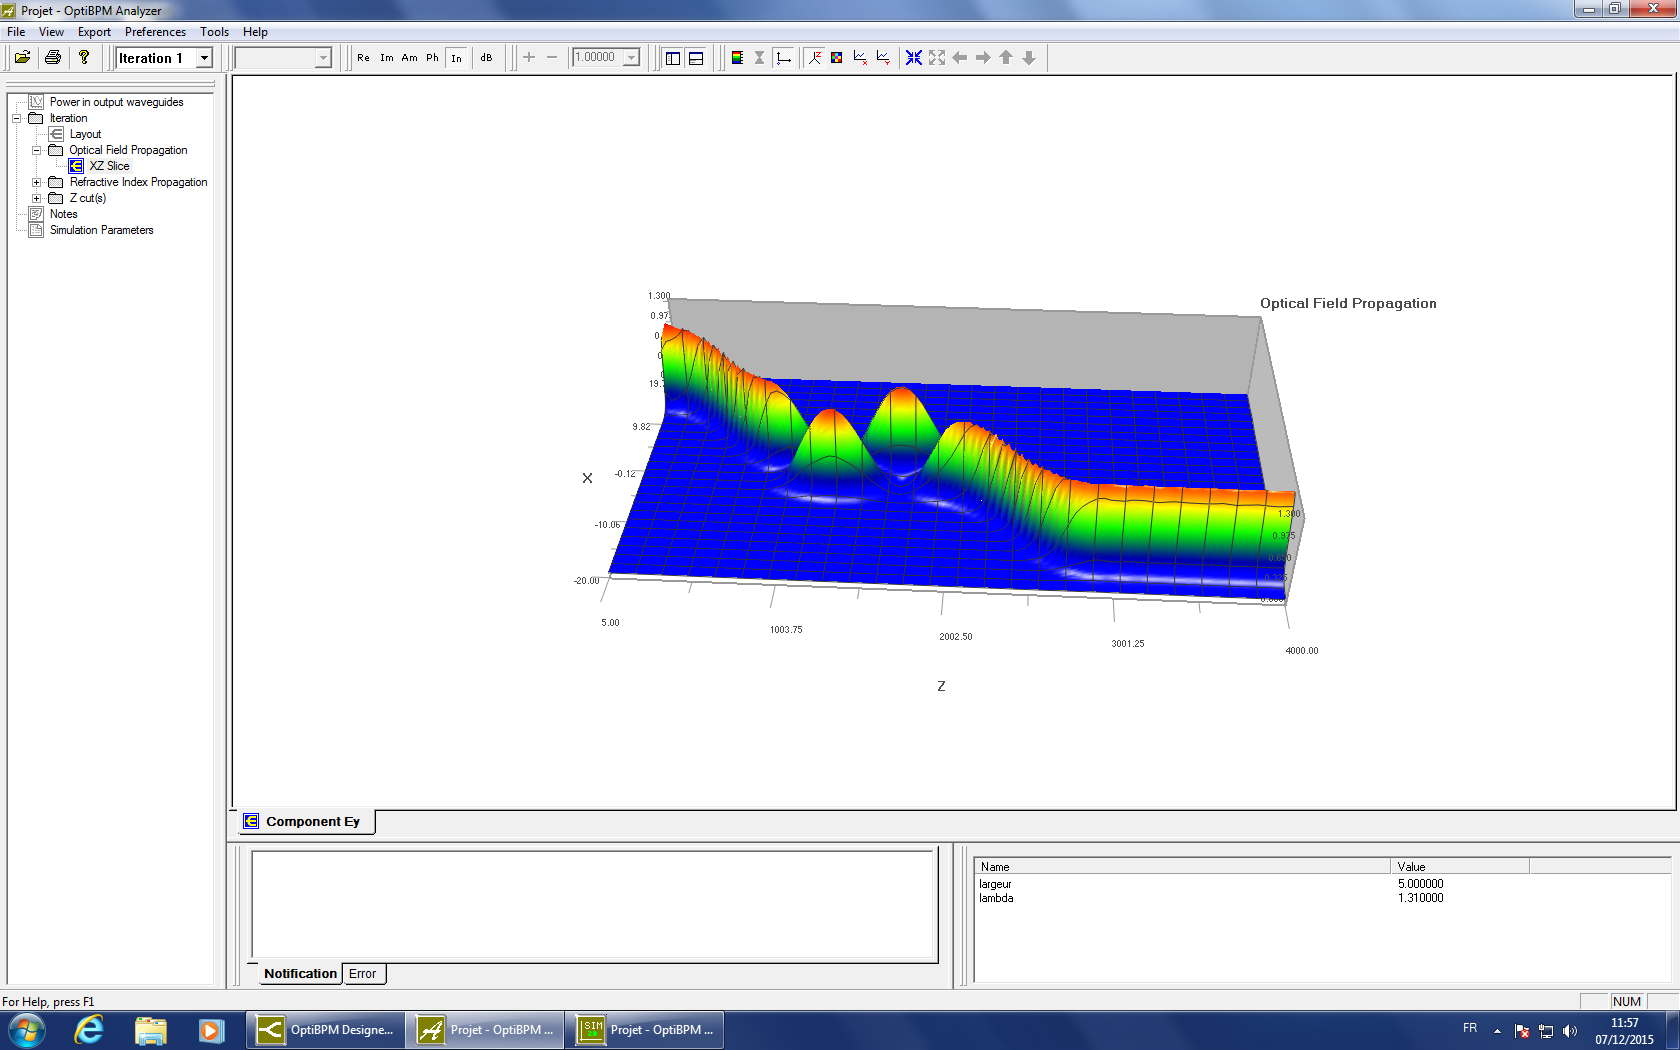 Projet - OptiBPM Analyzer
File View Export Preferences Tools Help
Iteration 1
Re Im Am Ph In dB
1.00000
Power in output waveguides
Iteration
Layout
Optical Field Propagation
XZ Slice
Refractive Index Propagation
Z cut(s)
Notes
Simulation Parameters
Optical Field Propagation
1.300
0.97
19.
9.82
-0.12
-10.06
-20.00
X
5.00
1003.75
2002.50
3001.25
4000.00
Z
1.300
0.975
0.650
0.325
0.000
Component Ey
Notification Error
Name Value
largeur 5.000000
lambda 1.310000
For Help, press F1
NUM
OptiBPM Designe...
Projet - OptiBPM ...
Projet - OptiBPM ...
FR
11:57
07/12/2015